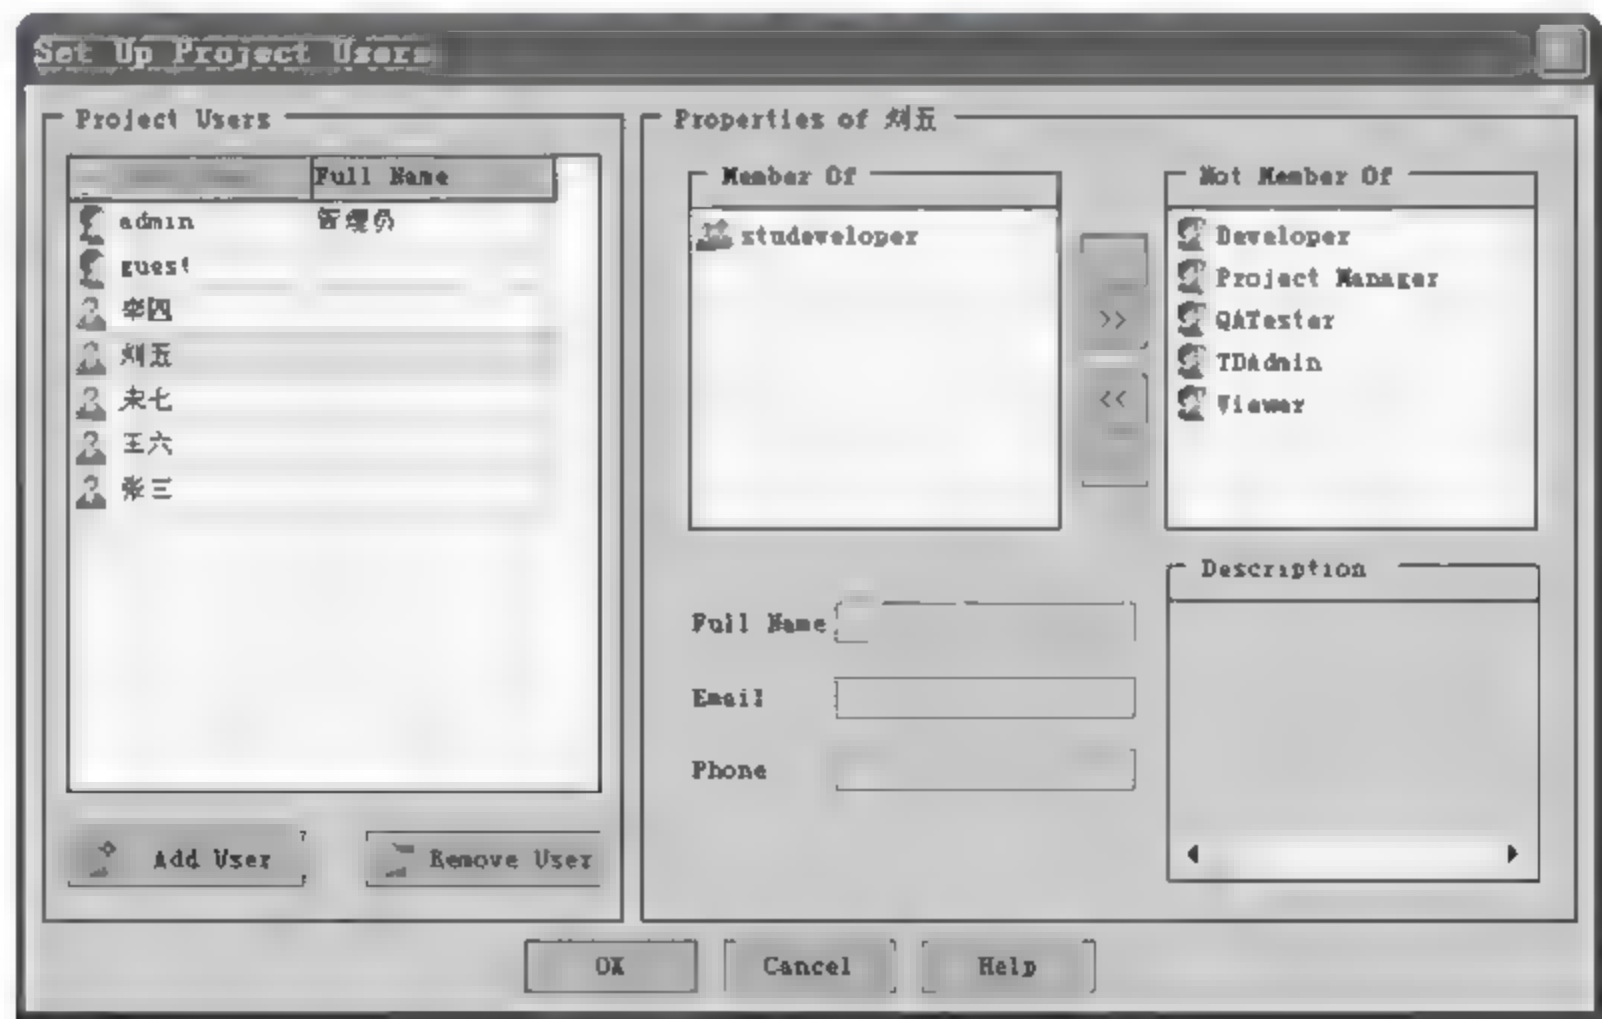 Set Up Project Users
Project Users
Full Name
admin 管理员
guest
李四
刘五
王六
张三
Add User
Remove User
Properties of 刘五
Member Of
studeveloper
>>
<<
Not Member Of
Developer
Project Manager
QATester
TDAdmin
Viewer
Full Name
Email
Phone
Description
OK
Cancel
Help